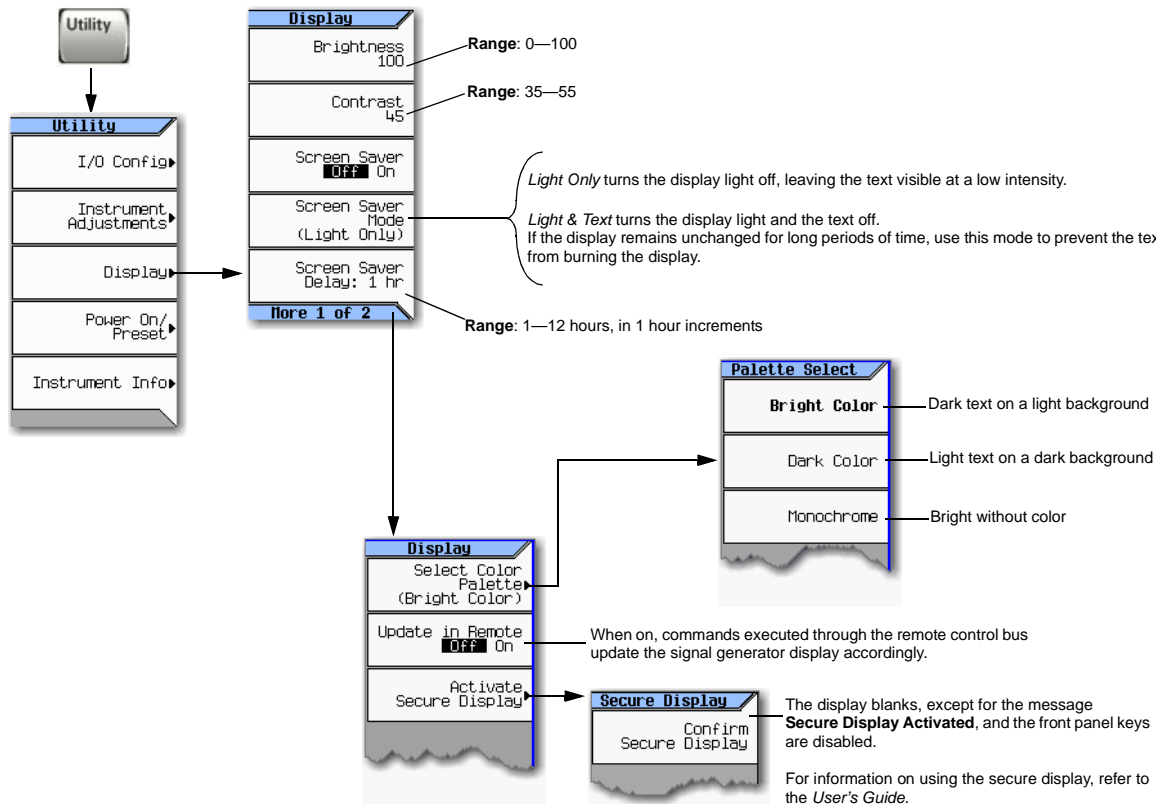 Utility
Utility
I/O Config
Instrument
Adjustments
Display
Power On/
Preset
Instrument Info
Display
Brightness
100
Contrast
45
Screen Saver
Off On
Screen Saver
Mode
(Light Only)
Screen Saver
Delay: 1 hr
More 1 of 2
Range: 0—100
Range: 35—55
Light Only turns the display light off, leaving the text visible at a low intensity.
Light & Text turns the display light and the text off.
If the display remains unchanged for long periods of time, use this mode to prevent the tex
from burning the display.
Range: 1—12 hours, in 1 hour increments
Palette Select
Bright Color
Dark text on a light background
Dark Color
Light text on a dark background
Monochrome
Bright without color
Display
Select Color
Palette
(Bright Color)
Update in Remote
Off On
When on, commands executed through the remote control bus
update the signal generator display accordingly.
Activate
Secure Display
Secure Display
Confirm
Secure Display
The display blanks, except for the message
Secure Display Activated, and the front panel keys
are disabled.
For information on using the secure display, refer to
the User's Guide.